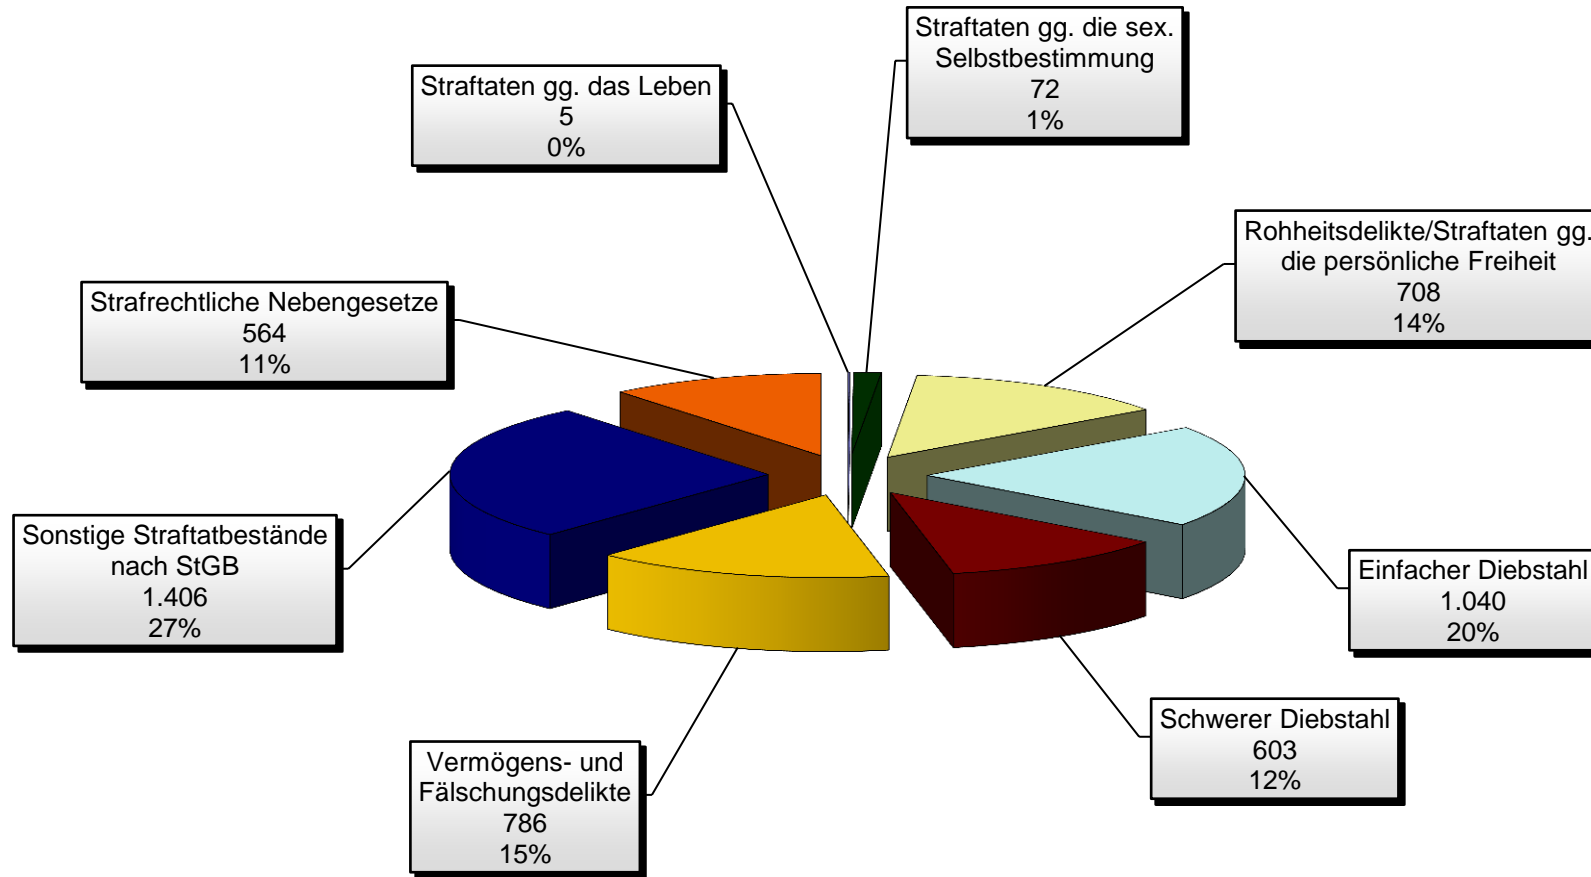 Straftaten gg. die sex.
Selbstbestimmung
72
1%
Straftaten gg. das Leben
5
0%
Rohheitsdelikte/Straftaten gg.
die persönliche Freiheit
708
14%
Strafrechtliche Nebengesetze
564
11%
Sonstige Straftatbestände
nach StGB
1.406
27%
Einfacher Diebstahl
1.040
20%
Schwerer Diebstahl
603
12%
Vermögens- und
Fälschungsdelikte
786
15%